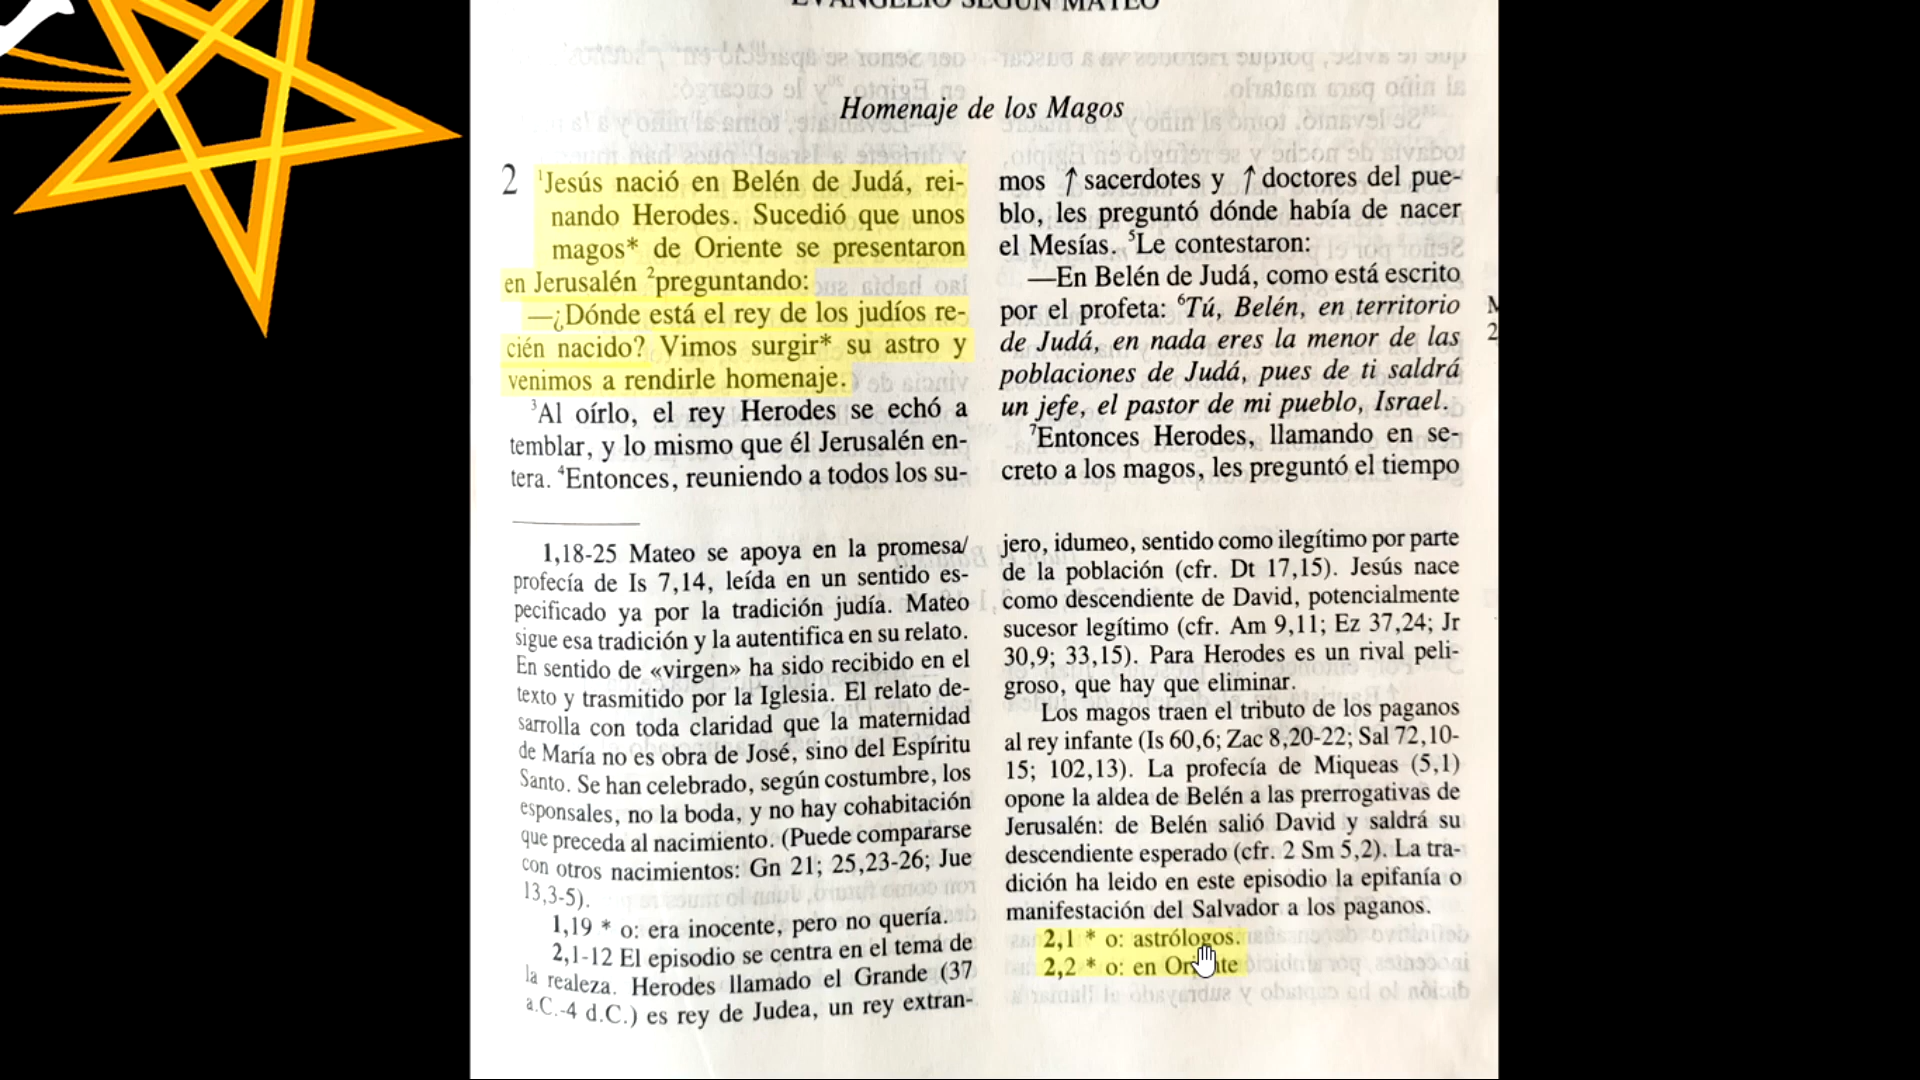 EVANGELIO SEGÚN MATEO
Homenaje de los Magos
2 ¹Jesús nació en Belén de Judá, rei-
nando Herodes. Sucedió que unos
magos* de Oriente se presentaron
en Jerusalén ²preguntando:
—¿Dónde está el rey de los judíos re-
cién nacido? Vimos surgir* su astro y
venimos a rendirle homenaje.
³Al oírlo, el rey Herodes se echó a
temblar, y lo mismo que él Jerusalén en-
tera. ⁴Entonces, reuniendo a todos los su-
mos ↑sacerdotes y ↑doctores del pue-
blo, les preguntó dónde había de nacer
el Mesías. ⁵Le contestaron:
—En Belén de Judá, como está escrito
por el profeta: ⁶Tú, Belén, en territorio
de Judá, en nada eres la menor de las
poblaciones de Judá, pues de ti saldrá
un jefe, el pastor de mi pueblo, Israel.
⁷Entonces Herodes, llamando en se-
creto a los magos, les preguntó el tiempo
1,18-25 Mateo se apoya en la promesa/
profecía de Is 7,14, leída en un sentido es-
pecificado ya por la tradición judía. Mateo
sigue esa tradición y la autentifica en su relato.
En sentido de «virgen» ha sido recibido en el
texto y trasmitido por la Iglesia. El relato de-
sarrolla con toda claridad que la maternidad
de María no es obra de José, sino del Espíritu
Santo. Se han celebrado, según costumbre, los
esponsales, no la boda, y no hay cohabitación
que preceda al nacimiento. (Puede compararse
con otros nacimientos: Gn 21; 25,23-26; Jue
13,3-5).
1,19 * o: era inocente, pero no quería.
2,1-12 El episodio se centra en el tema de
la realeza. Herodes llamado el Grande (37
a.C.-4 d.C.) es rey de Judea, un rey extran-
jero, idumeo, sentido como ilegítimo por parte
de la población (cfr. Dt 17,15). Jesús nace
como descendiente de David, potencialmente
sucesor legítimo (cfr. Am 9,11; Ez 37,24; Jr
30,9; 33,15). Para Herodes es un rival peli-
groso, que hay que eliminar.
Los magos traen el tributo de los paganos
al rey infante (Is 60,6; Zac 8,20-22; Sal 72,10-
15; 102,13). La profecía de Miqueas (5,1)
opone la aldea de Belén a las prerrogativas de
Jerusalén: de Belén salió David y saldrá su
descendiente esperado (cfr. 2 Sm 5,2). La tra-
dición ha leido en este episodio la epifanía o
manifestación del Salvador a los paganos.
2,1 * o: astrólogos.
2,2 * o: en Oriente